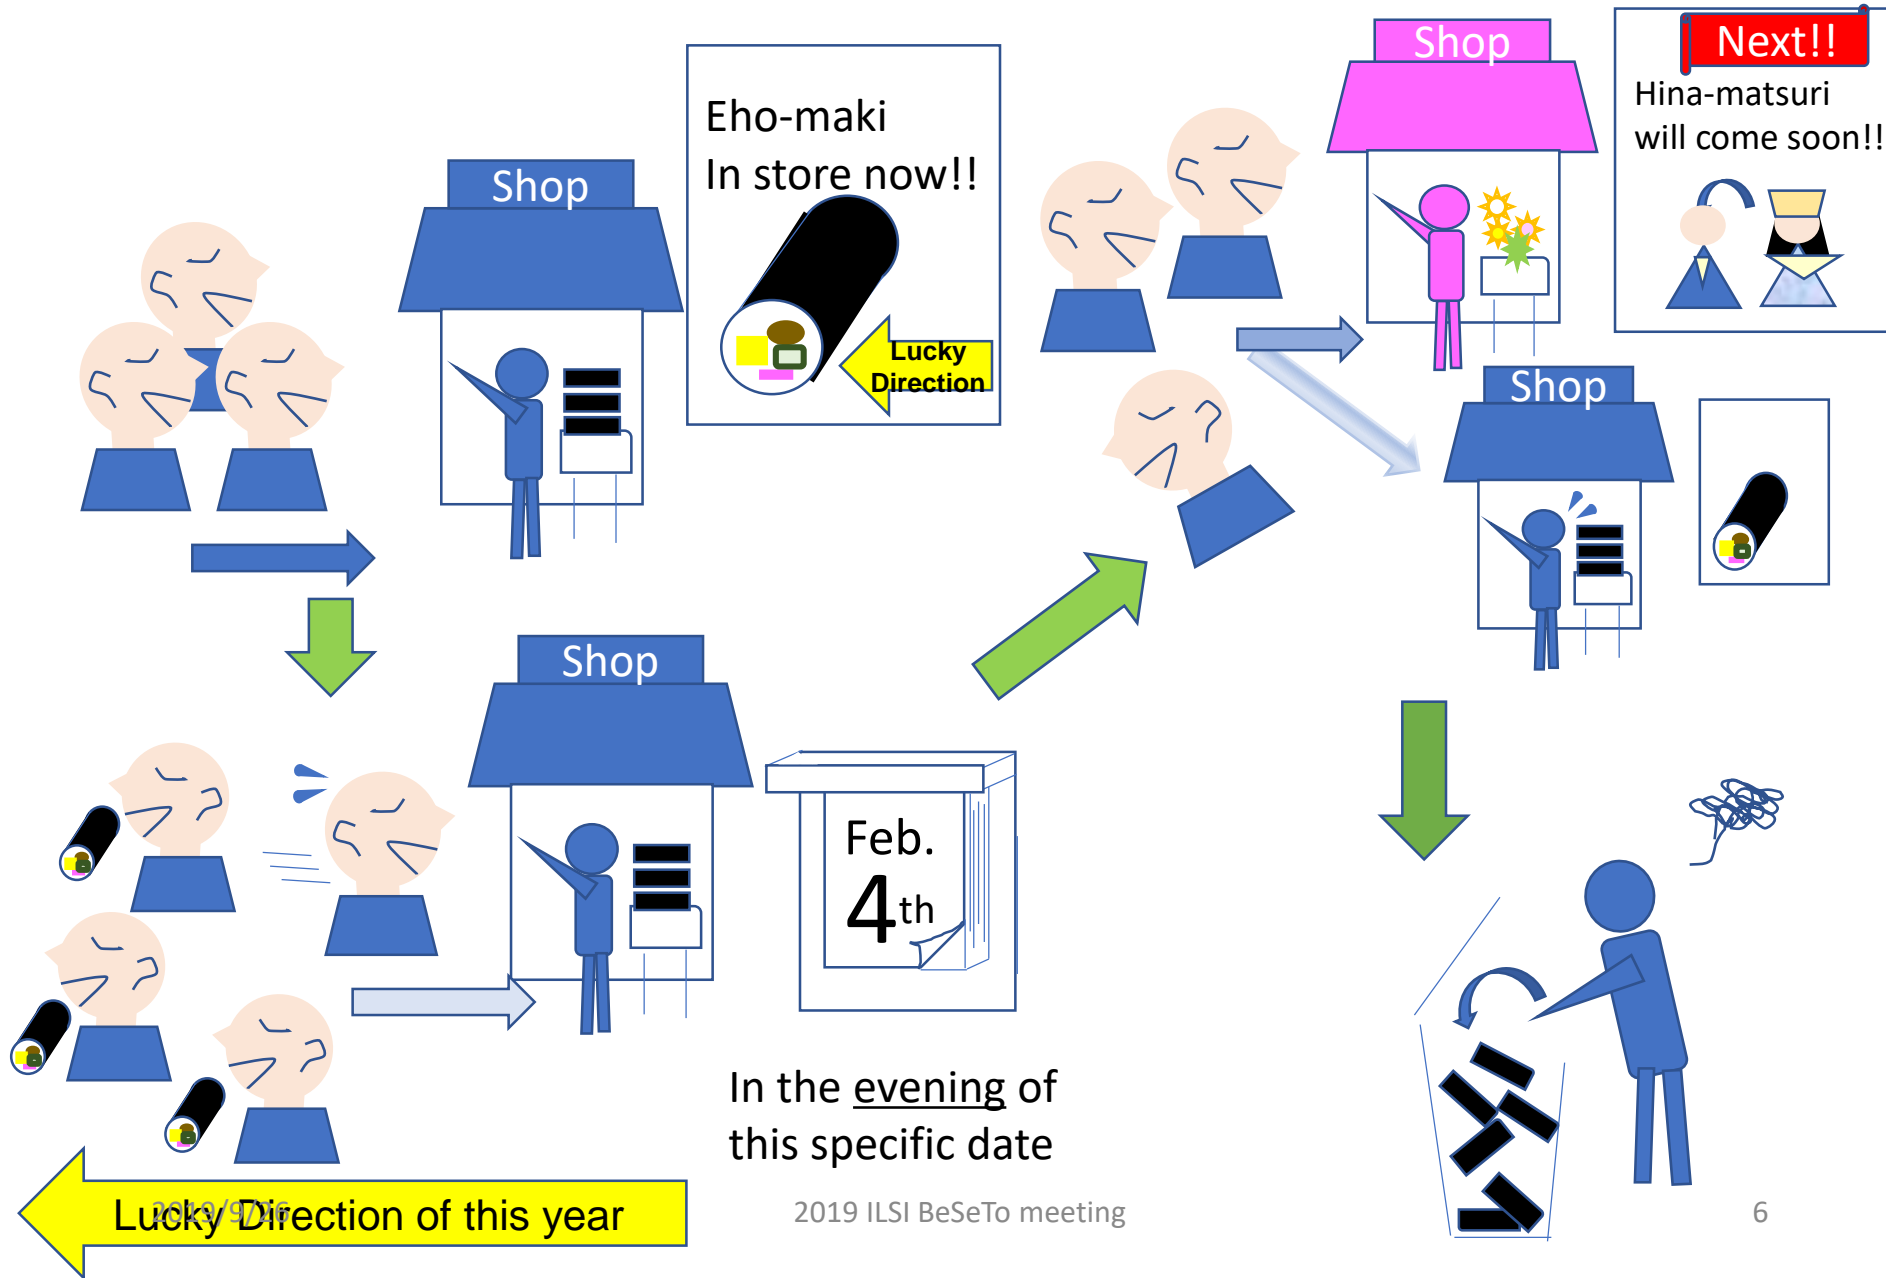 Shop
Eho-maki
In store now!!
Lucky
Direction
Shop
Next!!
Hina-matsuri
will come soon!!
Shop
Shop
Feb.
4th
In the evening of
this specific date
Lucky Direction of this year
2019/9/26
2019 ILSI BeSeTo meeting
6